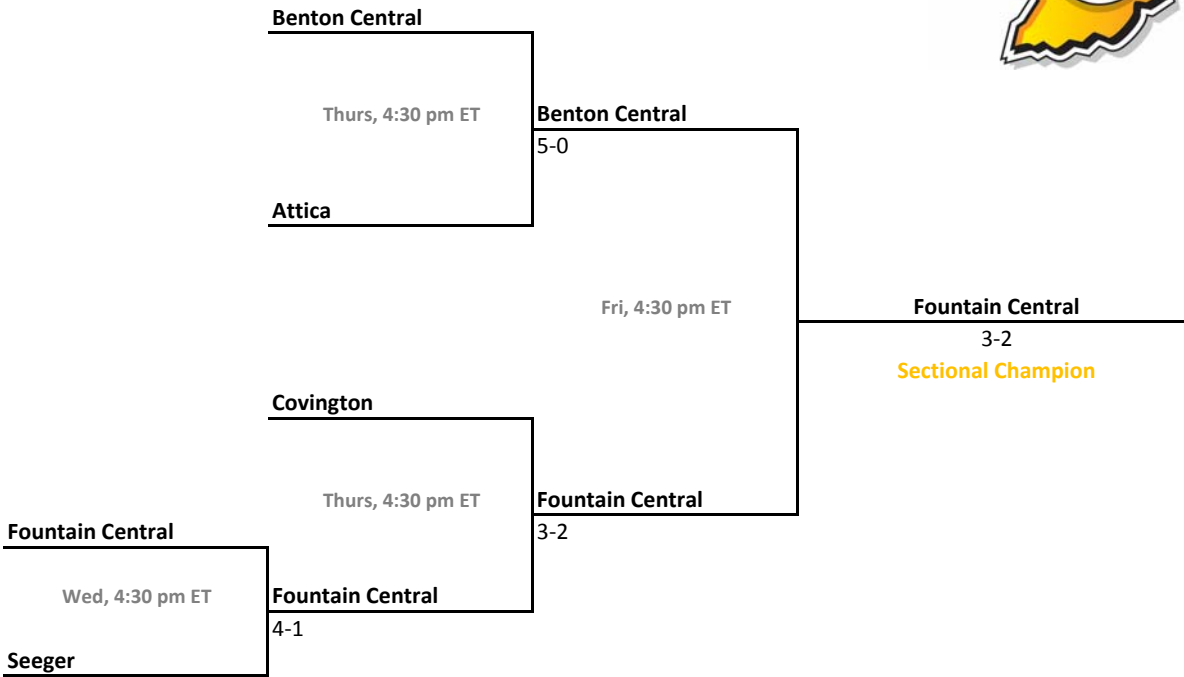 Benton Central
Thurs, 4:30 pm ET
Benton Central
5-0
Attica
Fri, 4:30 pm ET
Fountain Central
3-2
Sectional Champion
Covington
Thurs, 4:30 pm ET
Fountain Central
3-2
Fountain Central
Wed, 4:30 pm ET
Fountain Central
4-1
Seeger